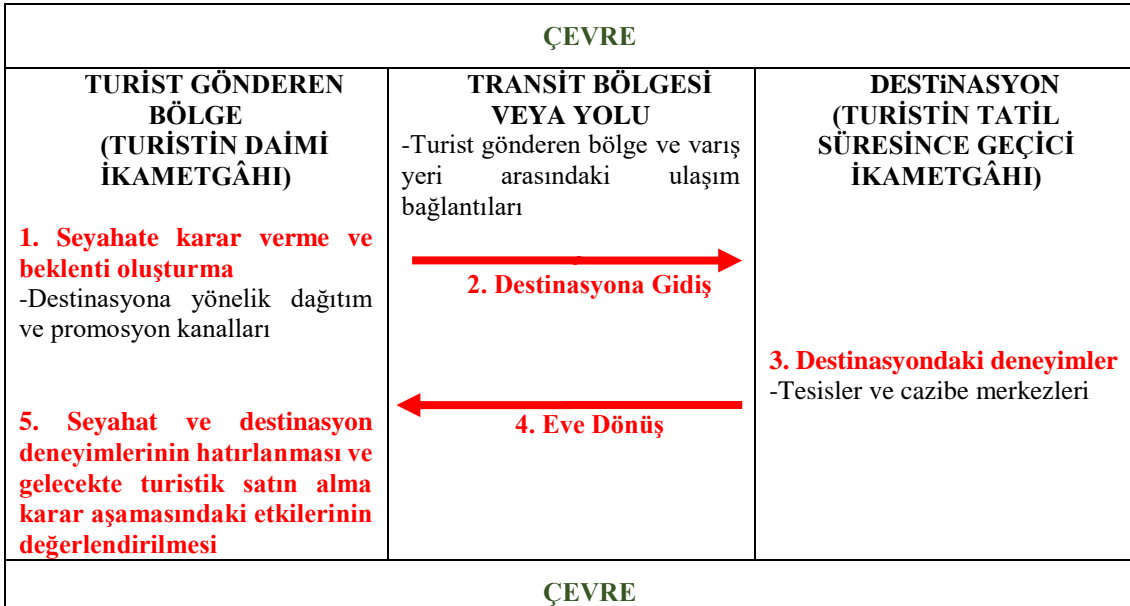 ÇEVRE
TURİST GÖNDEREN
BÖLGE
(TURİSTİN DAİMİ
İKAMETGÂHI)
1. Seyahate karar verme ve
beklenti oluşturma
-Destinasyona yönelik dağıtım
ve promosyon kanalları
5. Seyahat ve destinasyon
deneyimlerinin hatırlanması ve
gelecekte turistik satın alma
karar aşamasındaki etkilerinin
değerlendirilmesi
TRANSİT BÖLGESİ
VEYA YOLU
-Turist gönderen bölge ve varış
yeri arasındaki ulaşım
bağlantıları
2. Destinasyona Gidiş
4. Eve Dönüş
DESTiNASYON
(TURİSTİN TATİL
SÜRESİNCE GEÇİCİ
İKAMETGÂHI)
3. Destinasyondaki deneyimler
-Tesisler ve cazibe merkezleri
ÇEVRE